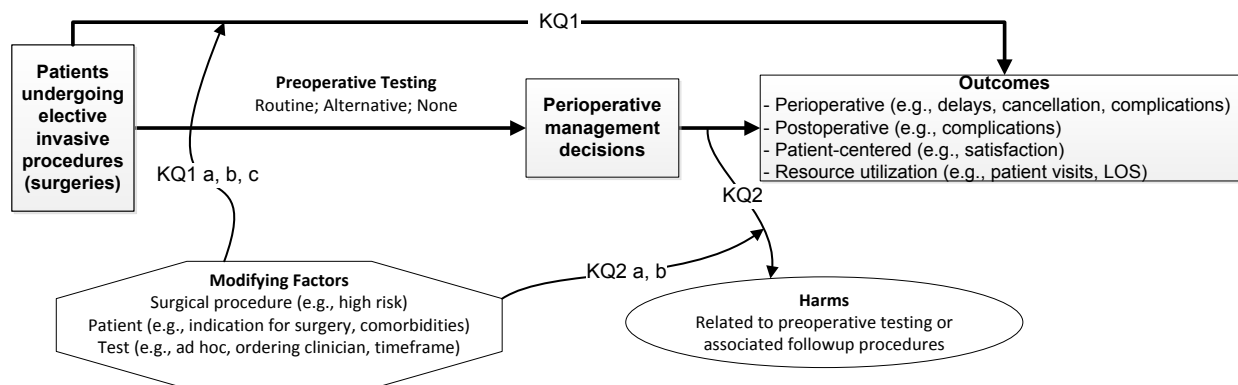 KQ1
Patients
undergoing
elective
invasive
procedures
(surgeries)
Preoperative Testing
Routine; Alternative; None
Perioperative
management
decisions
Outcomes
- Perioperative (e.g., delays, cancellation, complications)
- Postoperative (e.g., complications)
- Patient-centered (e.g., satisfaction)
- Resource utilization (e.g., patient visits, LOS)
KQ1 a, b, c
KQ2
KQ2 a, b
Modifying Factors
Surgical procedure (e.g., high risk)
Patient (e.g., indication for surgery, comorbidities)
Test (e.g., ad hoc, ordering clinician, timeframe)
Harms
Related to preoperative testing or
associated followup procedures